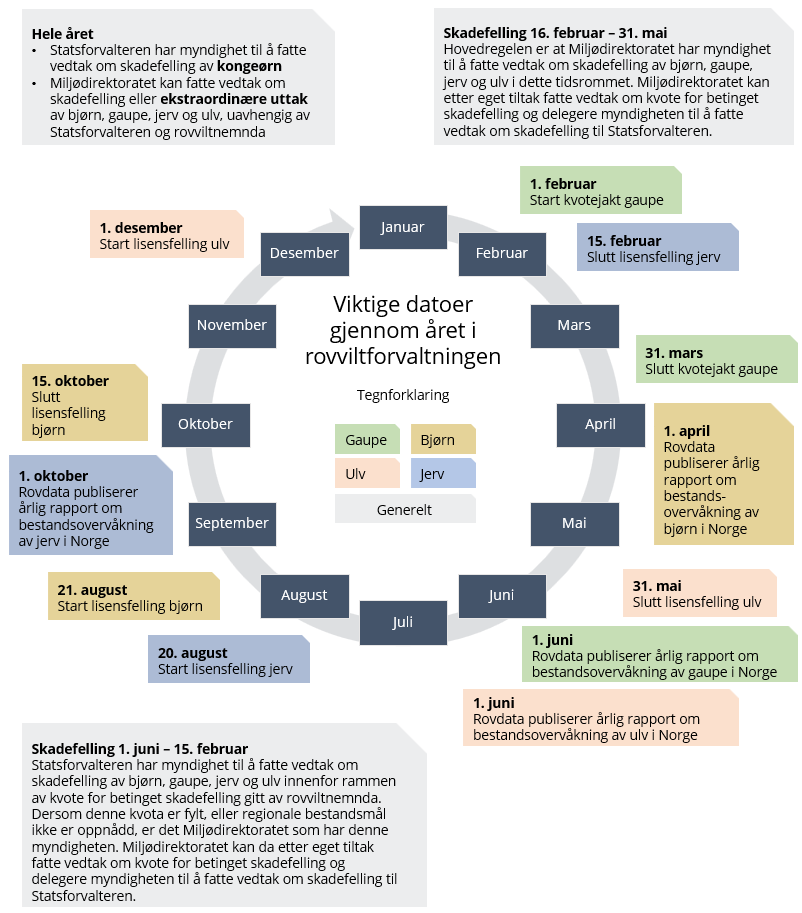 Hele året
• Statsforvalteren har myndighet til å fatte
vedtak om skadefelling av kongeørn
• Miljødirektoratet kan fatte vedtak om
skadefelling eller ekstraordinære uttak
av bjørn, gaupe, jerv og ulv, uavhengig av
Statsforvalteren og rovviltnemnda
Skadefelling 16. februar – 31. mai
Hovedregelen er at Miljødirektoratet har myndighet
til å fatte vedtak om skadefelling av bjørn, gaupe,
jerv og ulv i dette tidsrommet. Miljødirektoratet kan
etter eget tiltak fatte vedtak om kvote for betinget
skadefelling og delegere myndigheten til å fatte
vedtak om skadefelling til Statsforvalteren.
1. februar
Start kvotejakt gaupe
1. desember
Start lisensfelling ulv
Januar
15. februar
Slutt lisensfelling jerv
Desember
Februar
Viktige datoer
gjennom året i
rovviltforvaltningen
November
Mars
31. mars
Slutt kvotejakt gaupe
15. oktober
Slutt
lisensfelling
bjørn
Tegnforklaring
Oktober
April
1. april
Rovdata
publiserer årlig
rapport om
bestands-
overvåkning av
bjørn i Norge
Gaupe
Bjørn
Ulv
Jerv
Generelt
1. oktober
Rovdata publiserer
årlig rapport om
bestandsovervåkning
av jerv i Norge
September
Mai
21. august
Start lisensfelling bjørn
August
Juni
31. mai
Slutt lisensfelling ulv
Juli
20. august
Start lisensfelling jerv
1. juni
Rovdata publiserer årlig rapport om
bestandsovervåkning av gaupe i Norge
1. juni
Rovdata publiserer årlig rapport om
bestandsovervåkning av ulv i Norge
Skadefelling 1. juni – 15. februar
Statsforvalteren har myndighet til å fatte vedtak om
skadefelling av bjørn, gaupe, jerv og ulv innenfor rammen
av kvote for betinget skadefelling gitt av rovviltnemnda.
Dersom denne kvota er fylt, eller regionale bestandsmål
ikke er oppnådd, er det Miljødirektoratet som har denne
myndigheten. Miljødirektoratet kan da etter eget tiltak
fatte vedtak om kvote for betinget skadefelling og
delegere myndigheten til å fatte vedtak om skadefelling til
Statsforvalteren.